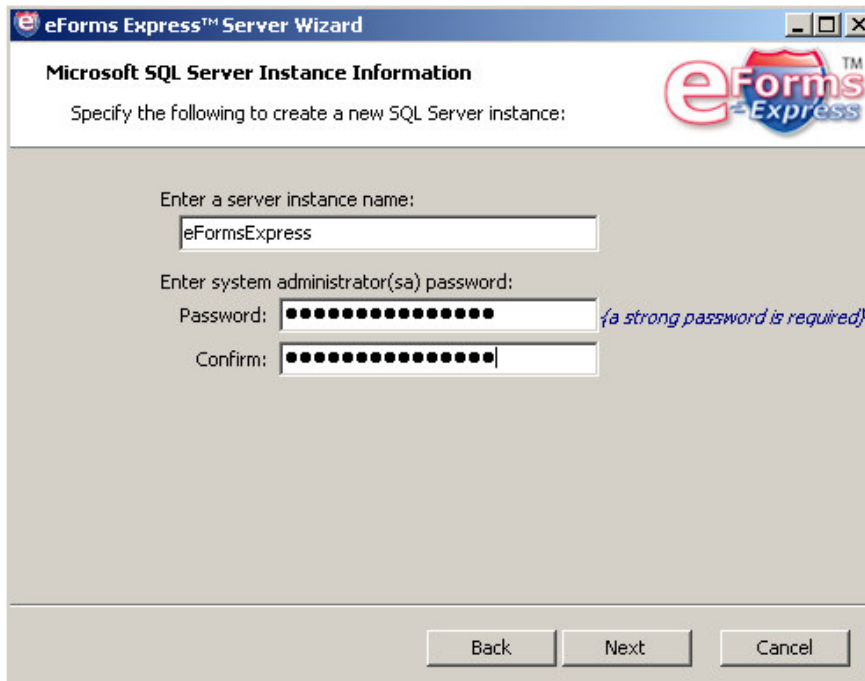 eForms Express™ Server Wizard
Microsoft SQL Server Instance Information
Specify the following to create a new SQL Server instance:
eForms Express™
Enter a server instance name:
eFormsExpress
Enter system administrator(sa) password:
Password: ●●●●●●●●●●●●●●● (a strong password is required)
Confirm: ●●●●●●●●●●●●●●●
Back Next Cancel